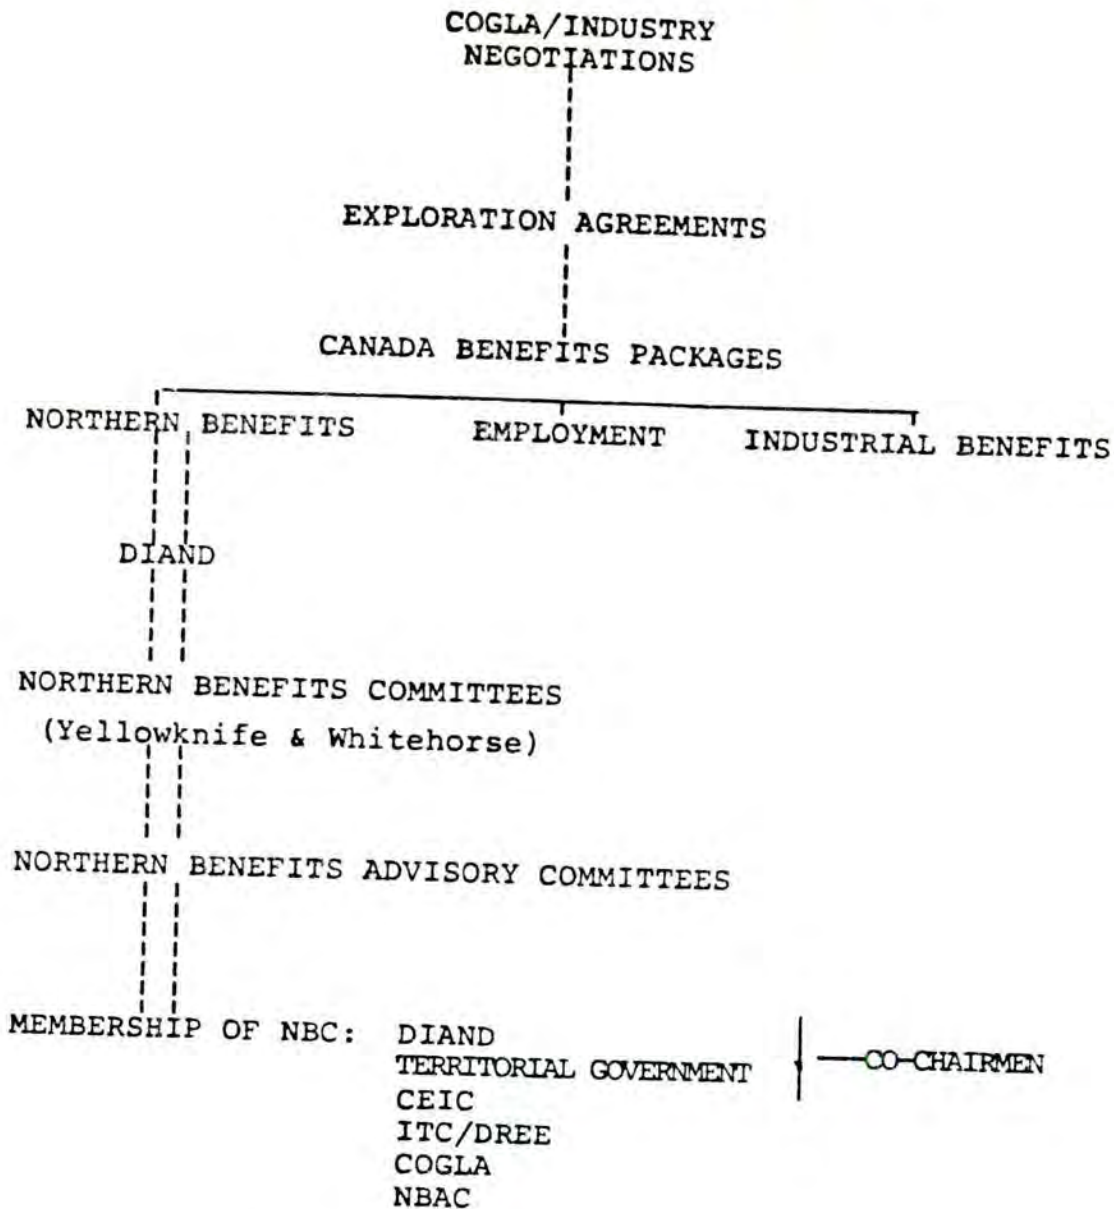 COGLA/INDUSTRY
NEGOTIATIONS
EXPLORATION AGREEMENTS
CANADA BENEFITS PACKAGES
NORTHERN BENEFITS EMPLOYMENT INDUSTRIAL BENEFITS
DIAND
NORTHERN BENEFITS COMMITTEES
(Yellowknife & Whitehorse)
NORTHERN BENEFITS ADVISORY COMMITTEES
MEMBERSHIP OF NBC: DIAND
TERRITORIAL GOVERNMENT CO-CHAIRMEN
CEIC
ITC/DREE
COGLA
NBAC